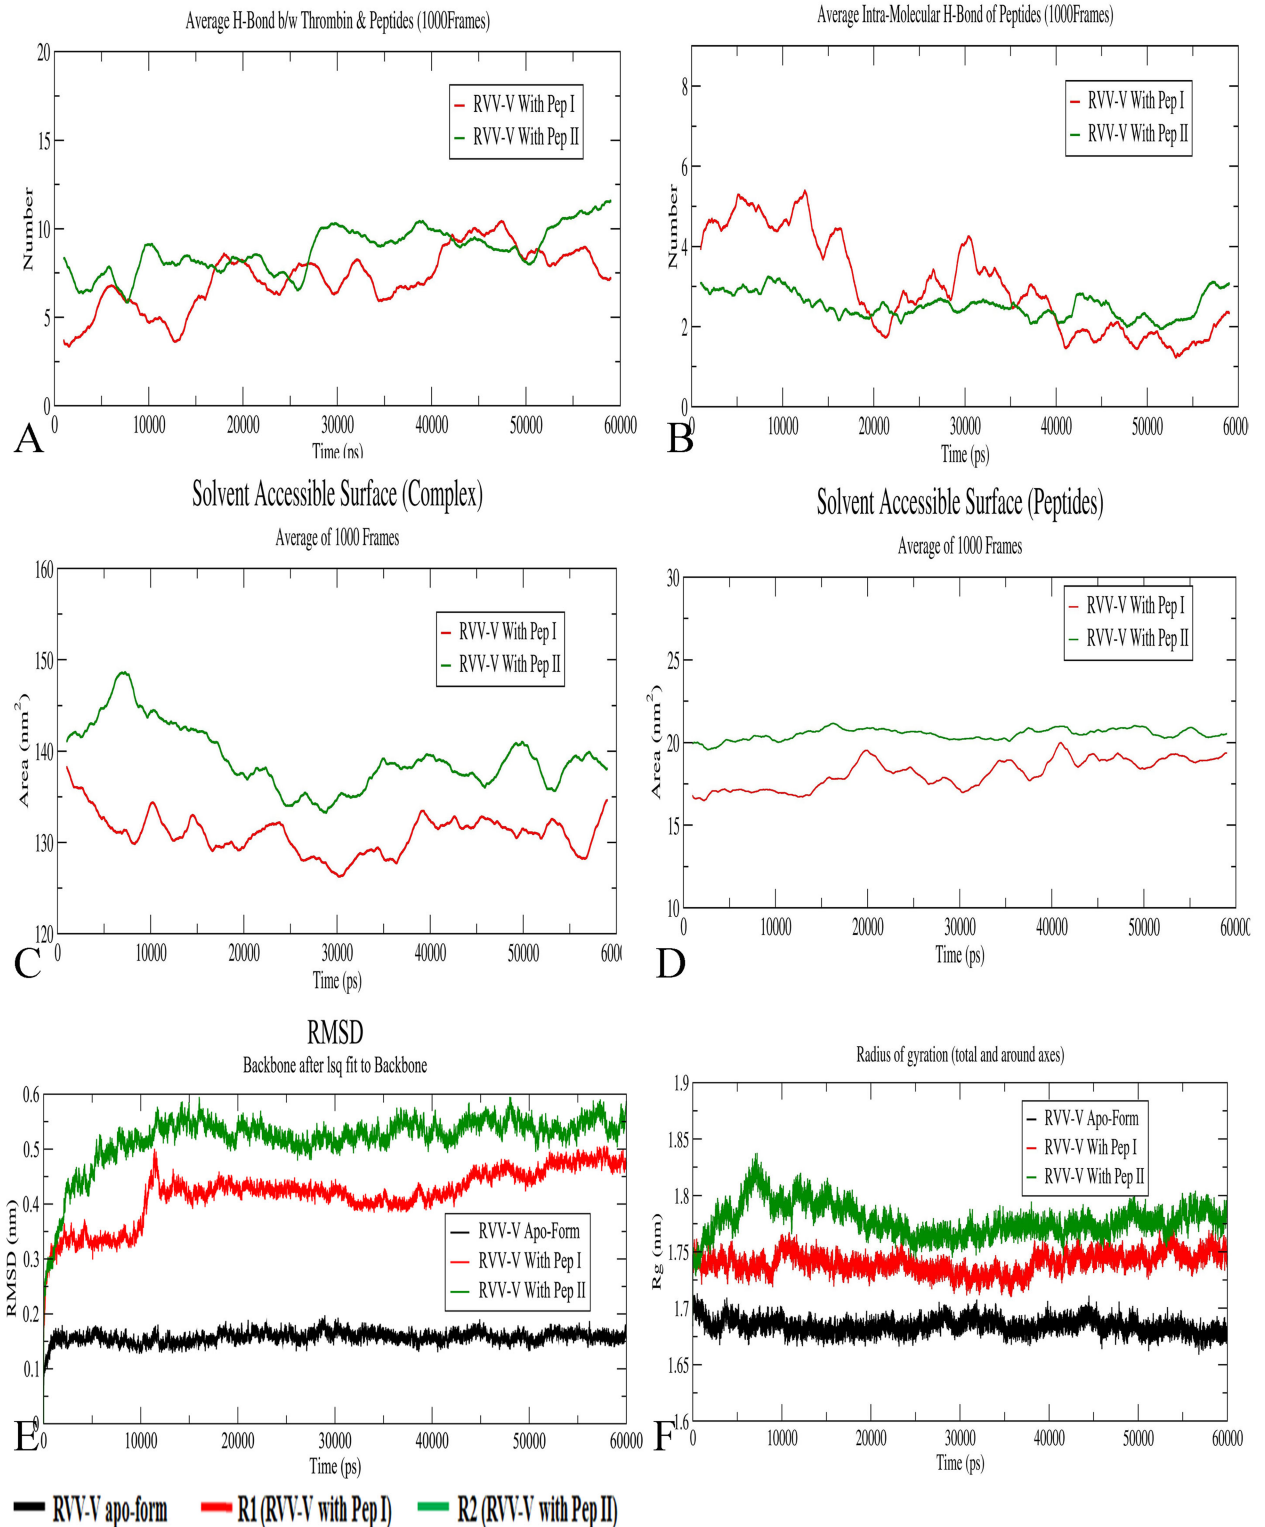 Average H-Bond b/w Thrombin & Peptides (1000Frames)
20
15
10
5
0
Number
RVV-V With Pep I
RVV-V With Pep II
0 10000 20000 30000 40000 50000 60000
Time (ps)
A
Average Intra-Molecular H-Bond of Peptides (1000Frames)
8
6
4
2
0
Number
RVV-V With Pep I
RVV-V With Pep II
0 10000 20000 30000 40000 50000 6000
Time (ps)
B
Solvent Accessible Surface (Complex)
Average of 1000 Frames
160
150
140
130
120
Area (nm²)
RVV-V With Pep I
RVV-V With Pep II
0 10000 20000 30000 40000 50000 6000
Time (ps)
C
Solvent Accessible Surface (Peptides)
Average of 1000 Frames
30
25
20
15
10
Area (nm²)
RVV-V With Pep I
RVV-V With Pep II
0 10000 20000 30000 40000 50000 60000
Time (ps)
D
RMSD
Backbone after lsq fit to Backbone
0.6
0.5
0.4
0.3
0.2
0.1
0
RMSD (nm)
RVV-V Apo-Form
RVV-V With Pep I
RVV-V With Pep II
0 10000 20000 30000 40000 50000 60000
Time (ps)
E
Radius of gyration (total and around axes)
1.9
1.85
1.8
1.75
1.7
1.65
1.6
Rg (nm)
RVV-V Apo-Form
RVV-V Wih Pep I
RVV-V With Pep II
0 10000 20000 30000 40000 50000 60000
Time (ps)
F
RVV-V apo-form R1 (RVV-V with Pep I) R2 (RVV-V with Pep II)